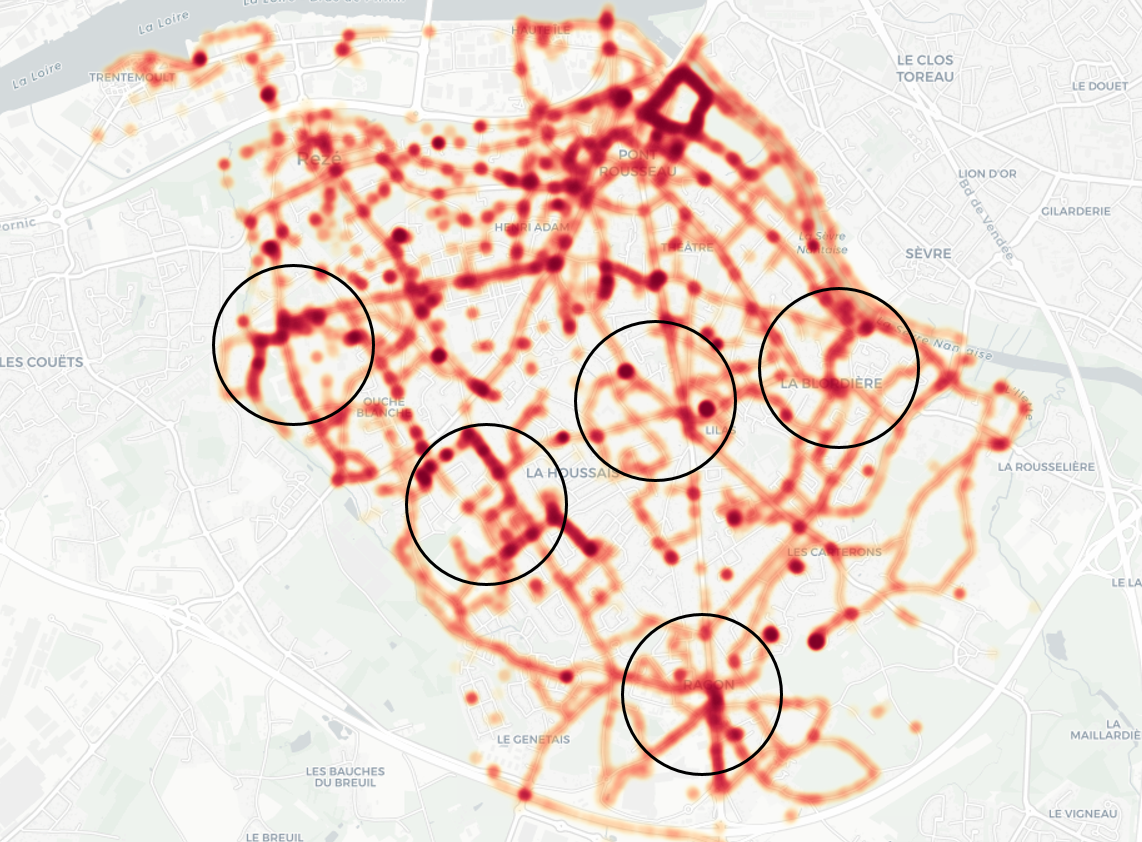 La Loire
La Loire
La Loire
HAUTE ÎLE
TRENTEMOULT
LE CLOS
TOREAU
LE DOUET
Rezé
PONT
ROUSSEAU
LION D'OR
Bd de Vendée
GILARDERIE
Pornic
HENRI ADAM
THÉÂTRE
La Sèvre
Nantaise
SÈVRE
LES COUËTS
La Sèvre Nantaise
LA BLORDIÈRE
OUCHE
BLANCHE
LILAS
LA HOUSSAIS
LA ROUSSELIÈRE
LES CARTERONS
RAGON
LE GENETAIS
LES BAUCHES
DU BREUIL
LE BREUIL
LE VIGNEAU